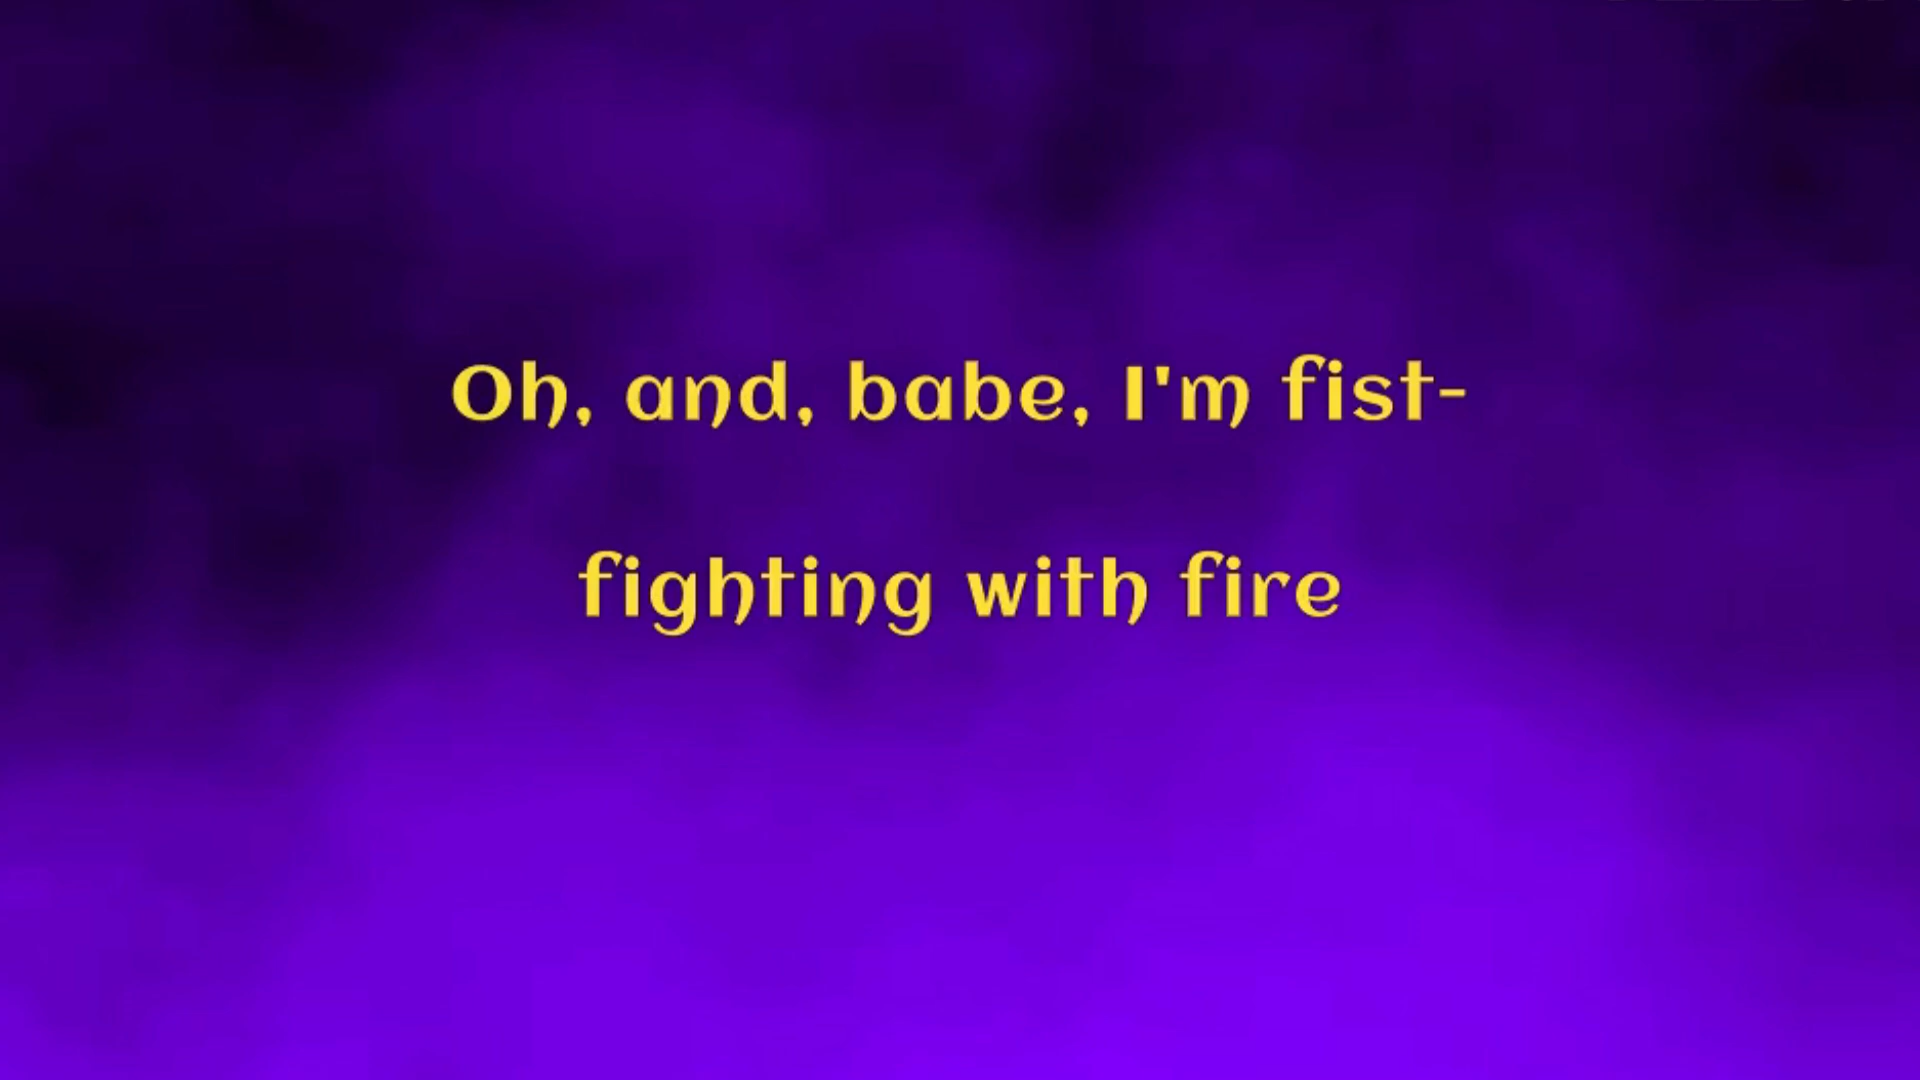 Oh, and, babe, I'm fist-
fighting with fire